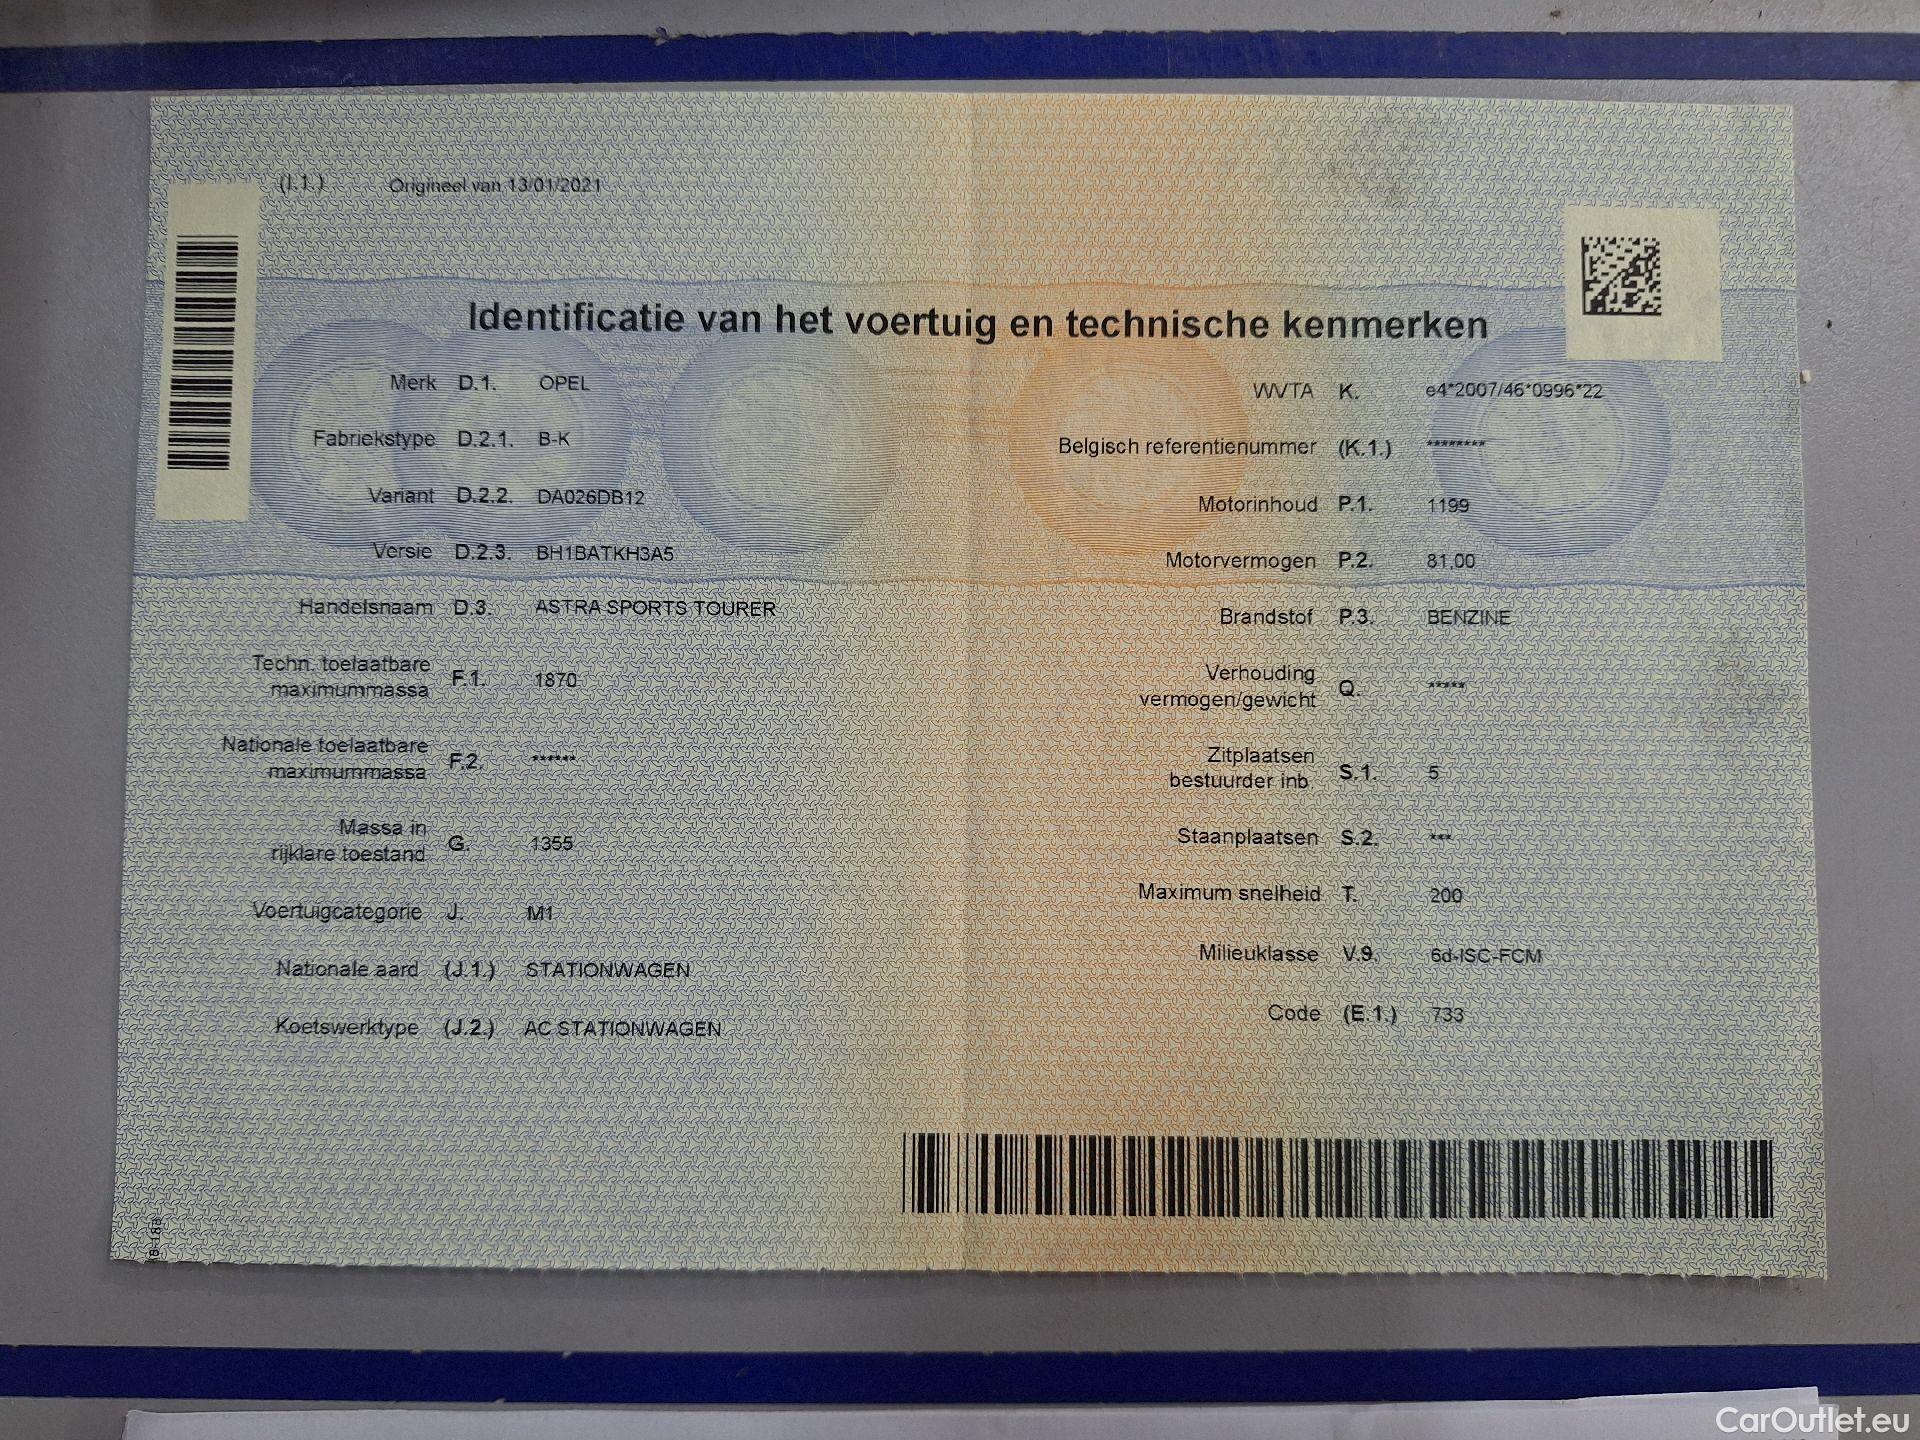 (I.1.) Origineel van 13/01/2021
Identificatie van het voertuig en technische kenmerken
Merk D.1. OPEL
Fabriekstype D.2.1. B-K
Variant D.2.2. DA026DB12
Versie D.2.3. BH1BATKH3A5
Handelsnaam D.3. ASTRA SPORTS TOURER
Techn. toelaatbare
maximummassa F.1. 1870
Nationale toelaatbare
maximummassa F.2. ******
Massa in
rijklare toestand G. 1355
Voertuigcategorie J. M1
Nationale aard (J.1.) STATIONWAGEN
Koetswerktype (J.2.) AC STATIONWAGEN
WVTA K. e4*2007/46*0996*22
Belgisch referentienummer (K.1.) ********
Motorinhoud P.1. 1199
Motorvermogen P.2. 81,00
Brandstof P.3. BENZINE
Verhouding
vermogen/gewicht Q. *****
Zitplaatsen
bestuurder inb S.1. 5
Staanplaatsen S.2. ***
Maximum snelheid T. 200
Milieuklasse V.9. 6d-ISC-FCM
Code (E.1.) 733
CarOutlet.eu